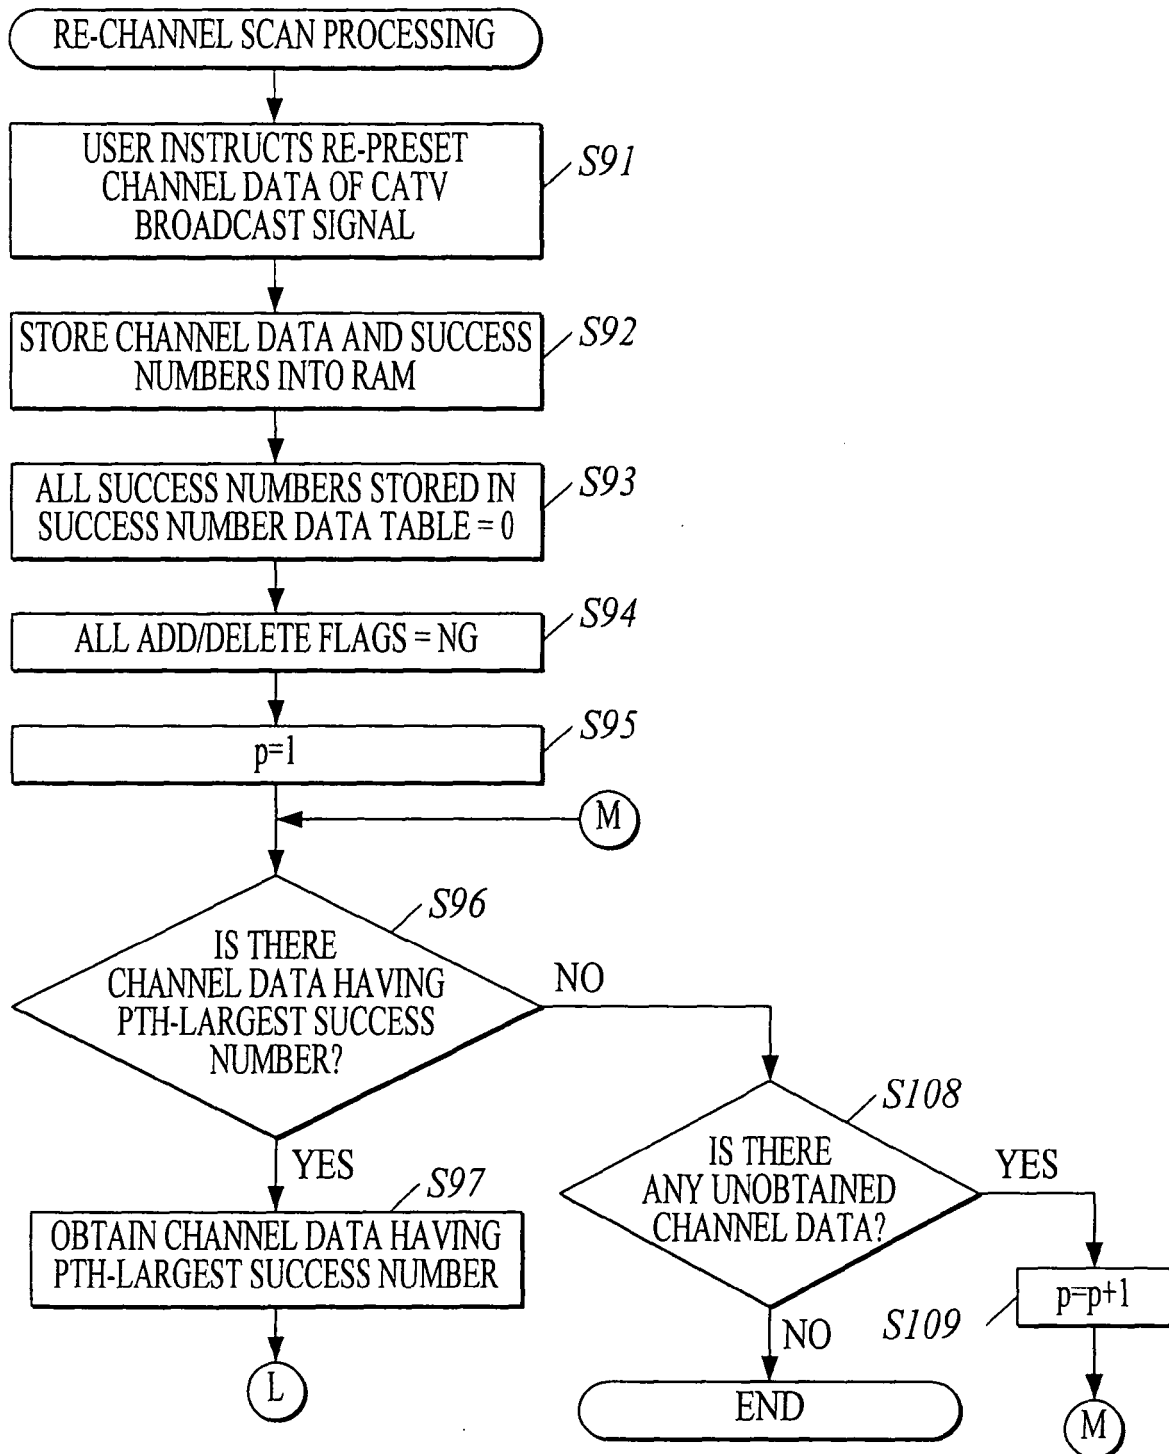 RE-CHANNEL SCAN PROCESSING
USER INSTRUCTS RE-PRESET
CHANNEL DATA OF CATV
BROADCAST SIGNAL
S91
STORE CHANNEL DATA AND SUCCESS
NUMBERS INTO RAM
S92
ALL SUCCESS NUMBERS STORED IN
SUCCESS NUMBER DATA TABLE = 0
S93
ALL ADD/DELETE FLAGS = NG
S94
p=1
S95
M
S96
IS THERE
CHANNEL DATA HAVING
PTH-LARGEST SUCCESS
NUMBER?
NO
YES
S97
OBTAIN CHANNEL DATA HAVING
PTH-LARGEST SUCCESS NUMBER
L
S108
IS THERE
ANY UNOBTAINED
CHANNEL DATA?
YES
NO
S109
p=p+1
END
M